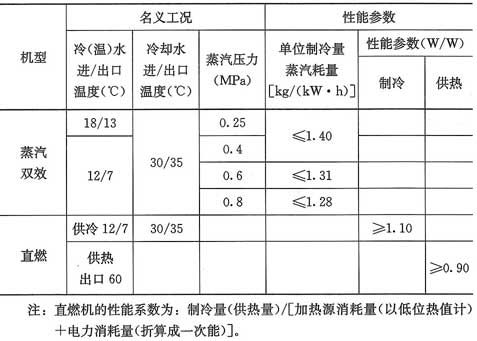 机型
名义工况
性能参数
冷(温)水
进/出口
温度(℃)
冷却水
进/出口
温度(℃)
蒸汽压力
(MPa)
单位制冷量
蒸汽耗量
[kg/(kW·h)]
性能参数(W/W)
制冷
供热
蒸汽
双效
18/13
12/7
30/35
0.25
0.4
0.6
0.8
≤1.40
≤1.31
≤1.28
直燃
供冷 12/7
30/35
≥1.10
供热
出口 60
≥0.90
注：直燃机的性能系数为：制冷量(供热量)/[加热源消耗量(以低位热值计)
+电力消耗量(折算成一次能)]。